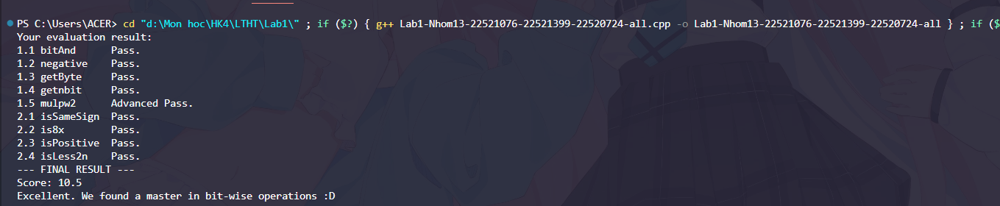 PS C:\Users\ACER> cd "d:\Mon hoc\HK4\LTHT\Lab1\" ; if ($?) { g++ Lab1-Nhom13-22521076-22521399-22520724-all.cpp -o Lab1-Nhom13-22521076-22521399-22520724-all } ; if ($
Your evaluation result:
1.1 bitAnd Pass.
1.2 negative Pass.
1.3 getByte Pass.
1.4 getnbit Pass.
1.5 mulpw2 Advanced Pass.
2.1 isSameSign Pass.
2.2 is8x Pass.
2.3 isPositive Pass.
2.4 isLess2n Pass.
--- FINAL RESULT ---
Score: 10.5
Excellent. We found a master in bit-wise operations :D